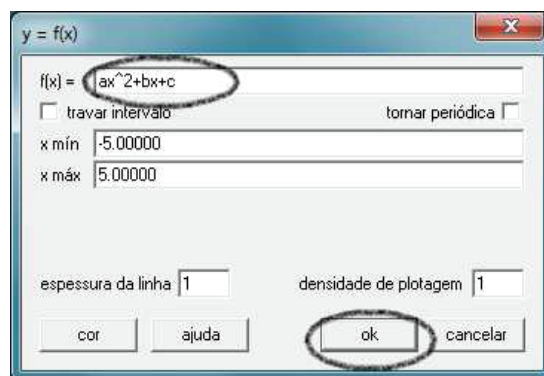 y = f(x)
f(x) = ax^2+bx+c
travar intervalo tornar periódica
x mín -5.00000
x máx 5.00000
espessura da linha 1 densidade de plotagem 1
cor ajuda ok cancelar